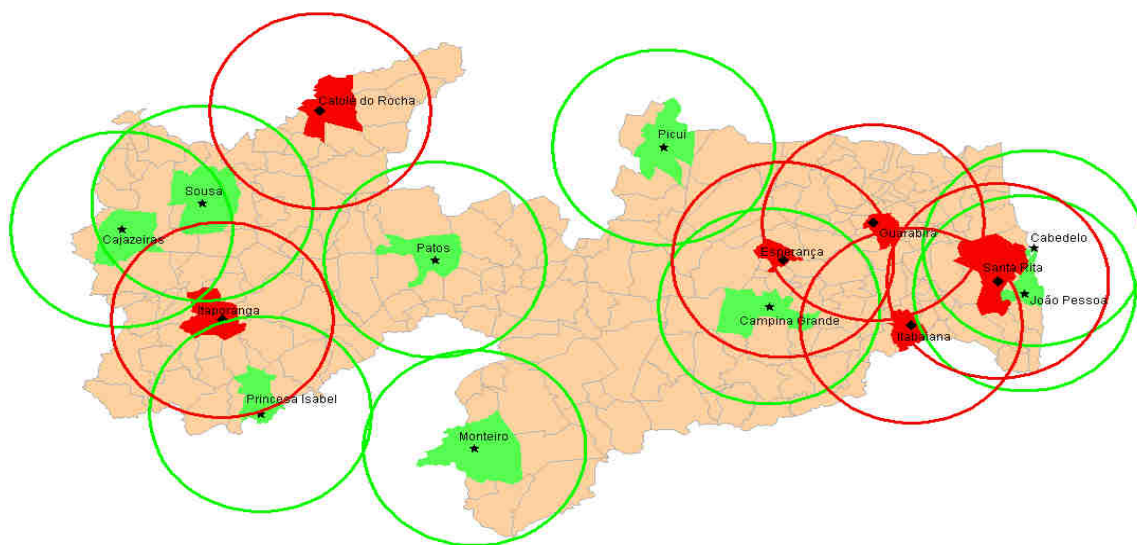 Catolé do Rocha
Picuí
Sousa
Cajazeiras
Patos
Guarabira
Esperança
Cabedelo
Santa Rita
João Pessoa
Itaporanga
Campina Grande
Itabaiana
Princesa Isabel
Monteiro